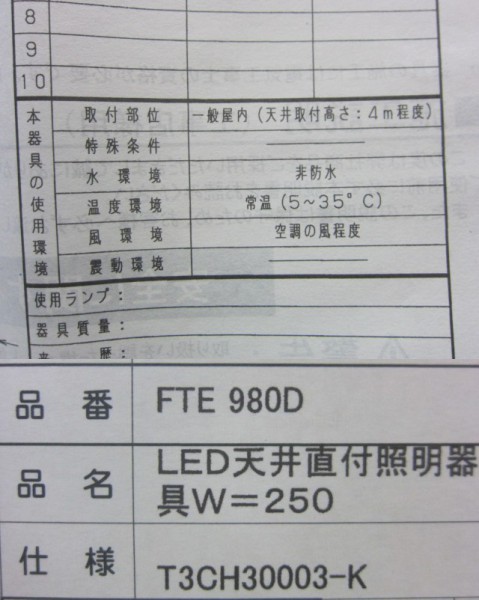 8
9
10
本器具の使用環境
取付部位 一般屋内（天井取付高さ：4m程度）
特殊条件
水環境 非防水
温度環境 常温（5～35°C）
風環境 空調の風程度
震動環境
使用ランプ：
器具質量：
歴：
品番 FTE 980D
品名 LED天井直付照明器
具W＝250
仕様 T3CH30003-K